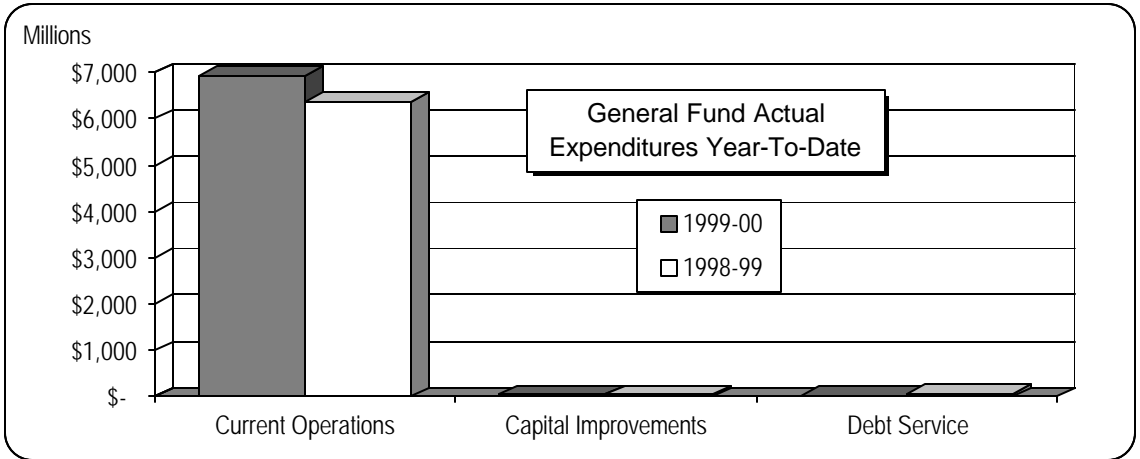 Millions
$7,000
$6,000
$5,000
$4,000
$3,000
$2,000
$1,000
$-
General Fund Actual
Expenditures Year-To-Date
1999-00
1998-99
Current Operations
Capital Improvements
Debt Service